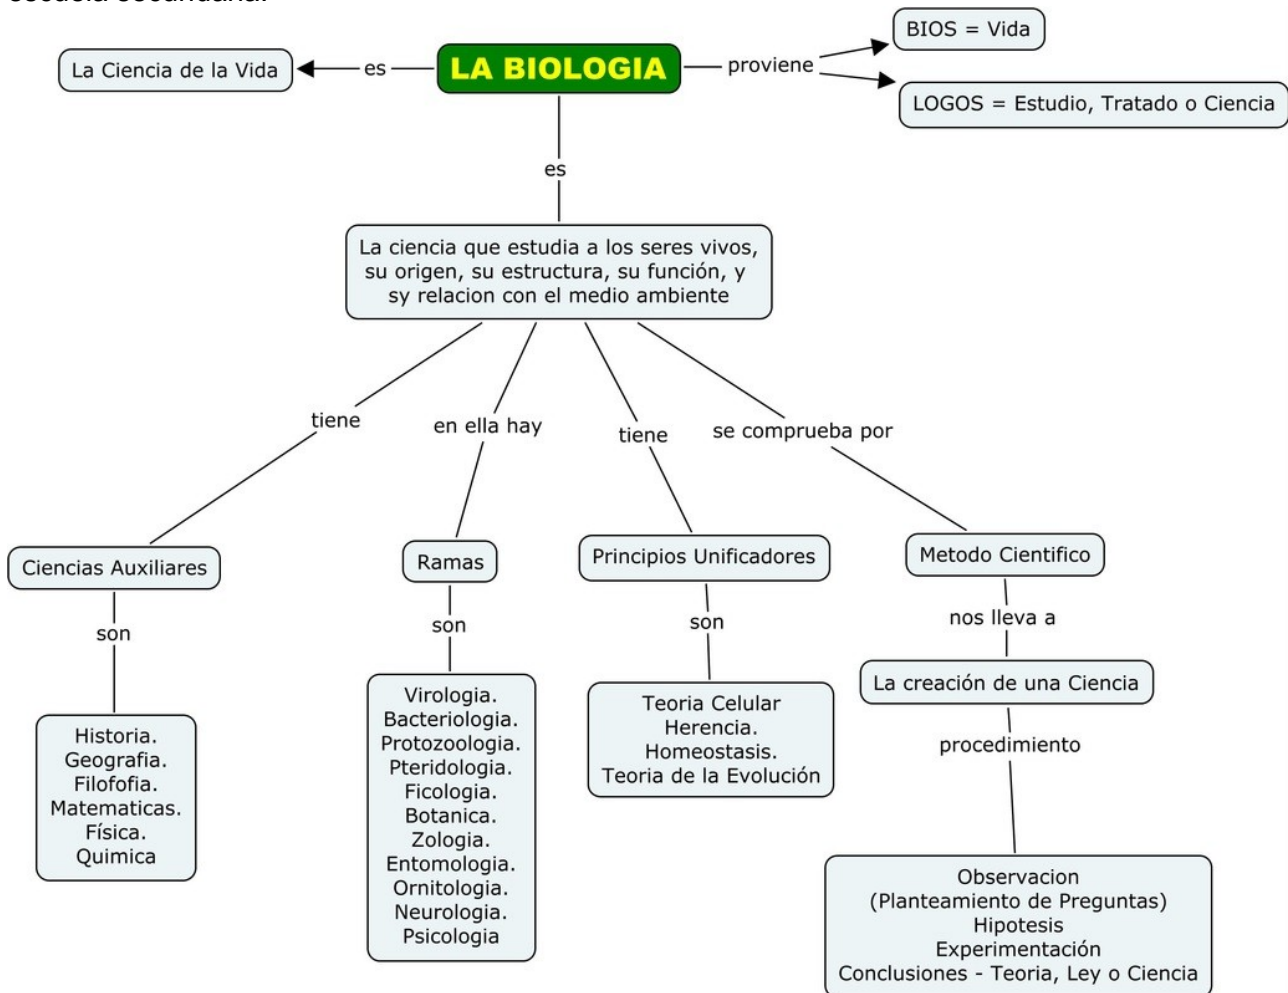 escuela secundaria.
BIOS = Vida
La Ciencia de la Vida
es
LA BIOLOGIA
proviene
LOGOS = Estudio, Tratado o Ciencia
es
La ciencia que estudia a los seres vivos,
su origen, su estructura, su función, y
sy relacion con el medio ambiente
tiene
en ella hay
tiene
se comprueba por
Ciencias Auxiliares
son
Historia.
Geografia.
Filofofia.
Matematicas.
Física.
Quimica
Ramas
son
Virologia.
Bacteriologia.
Protozoologia.
Pteridologia.
Ficologia.
Botanica.
Zologia.
Entomologia.
Ornitologia.
Neurologia.
Psicologia
Principios Unificadores
son
Teoria Celular
Herencia.
Homeostasis.
Teoria de la Evolución
Metodo Cientifico
nos lleva a
La creación de una Ciencia
procedimiento
Observacion
(Planteamiento de Preguntas)
Hipotesis
Experimentación
Conclusiones - Teoria, Ley o Ciencia